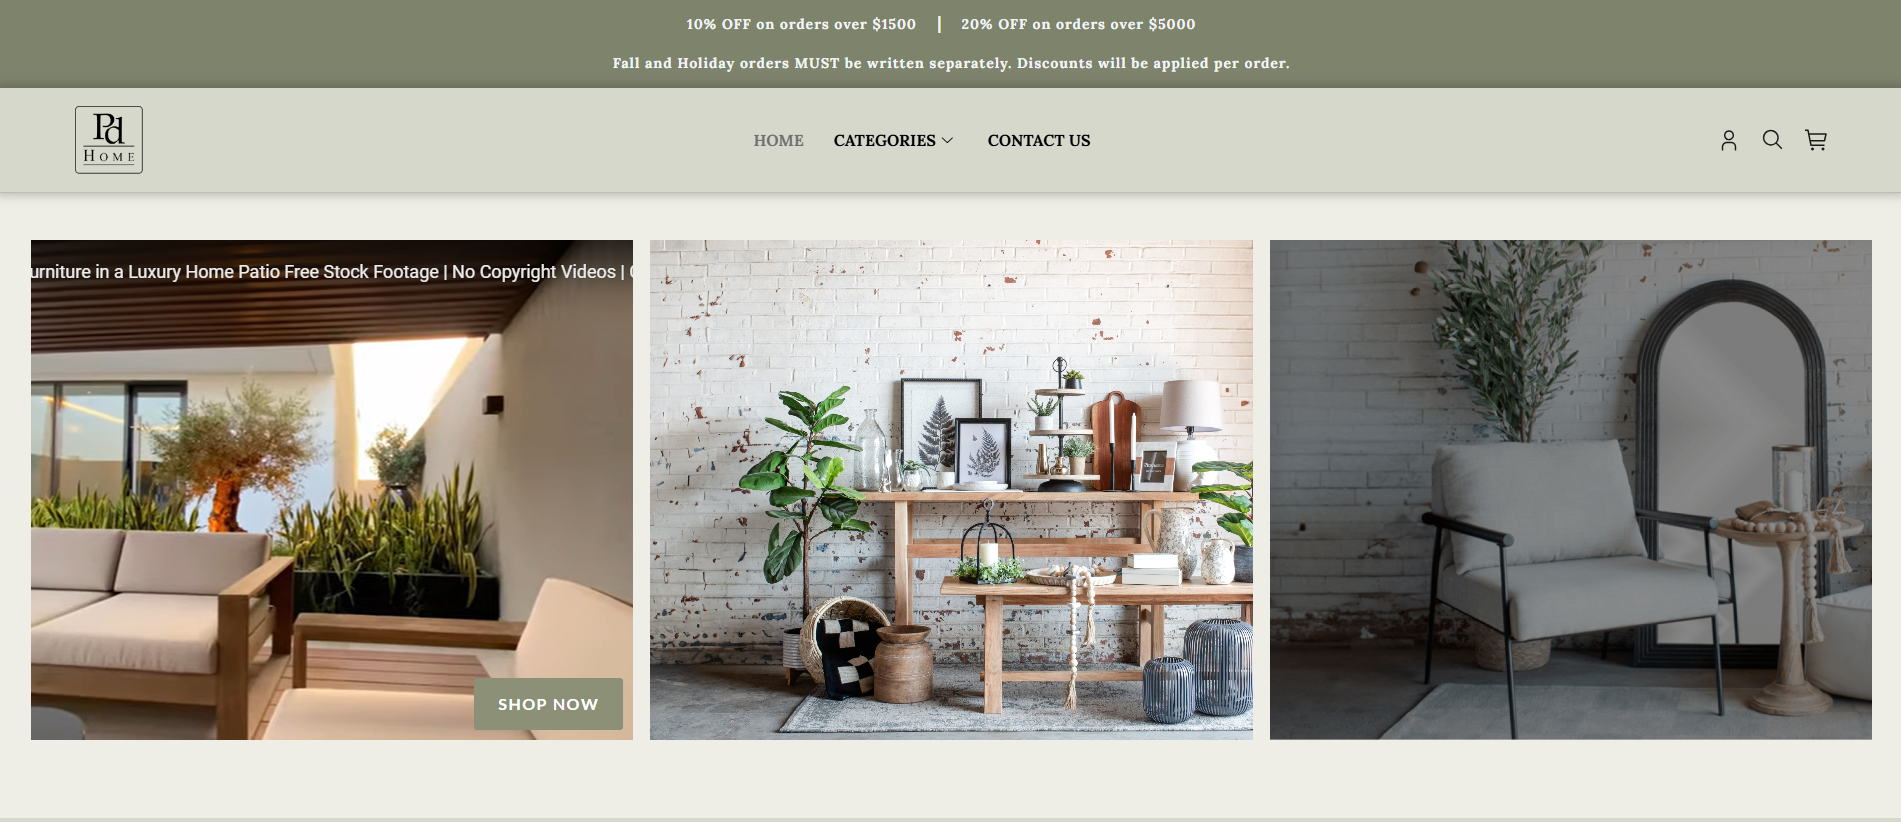 10% OFF on orders over $1500 | 20% OFF on orders over $5000
Fall and Holiday orders MUST be written separately. Discounts will be applied per order.
Pd
HOME
HOME CATEGORIES CONTACT US
urniture in a Luxury Home Patio Free Stock Footage | No Copyright Videos |
SHOP NOW